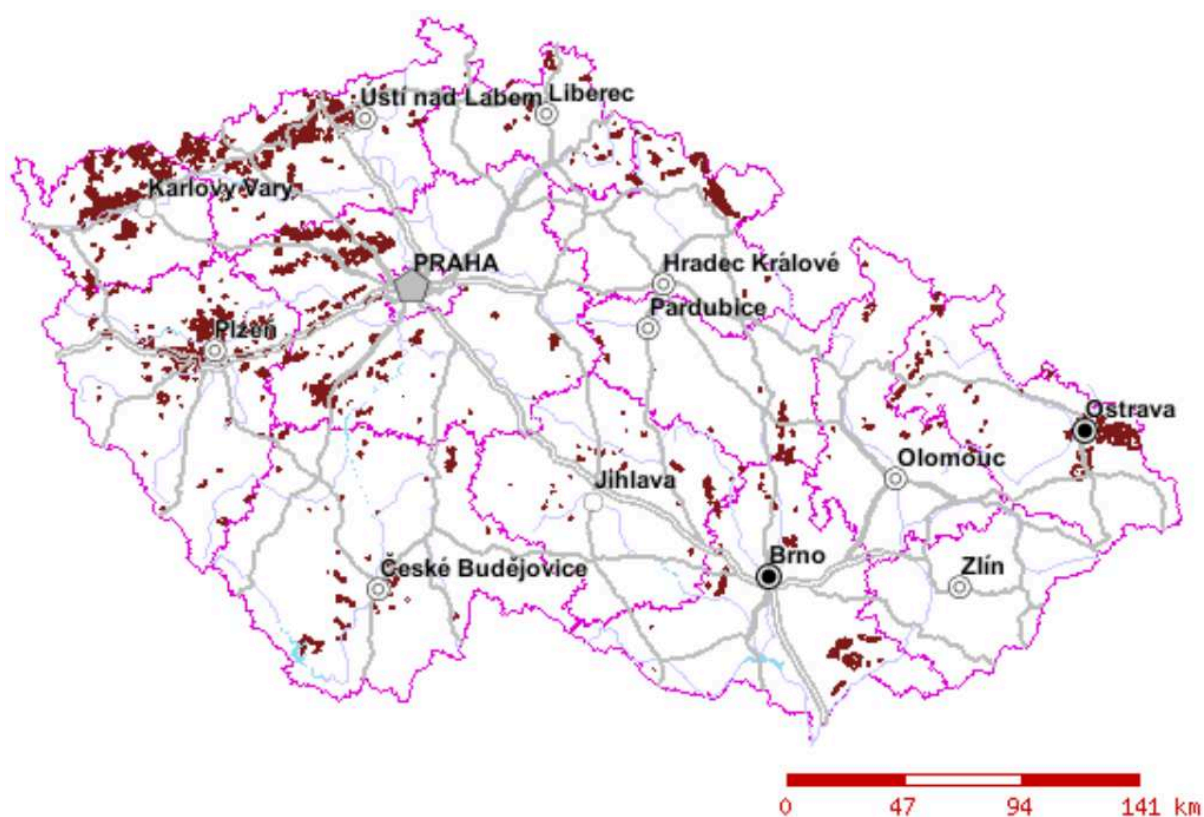 Ústí nad Labem
Liberec
Karlovy Vary
PRAHA
Hradec Králové
Pardubice
Plzeň
Ostrava
Olomouc
Jihlava
Brno
Zlín
České Budějovice
0 47 94 141 km